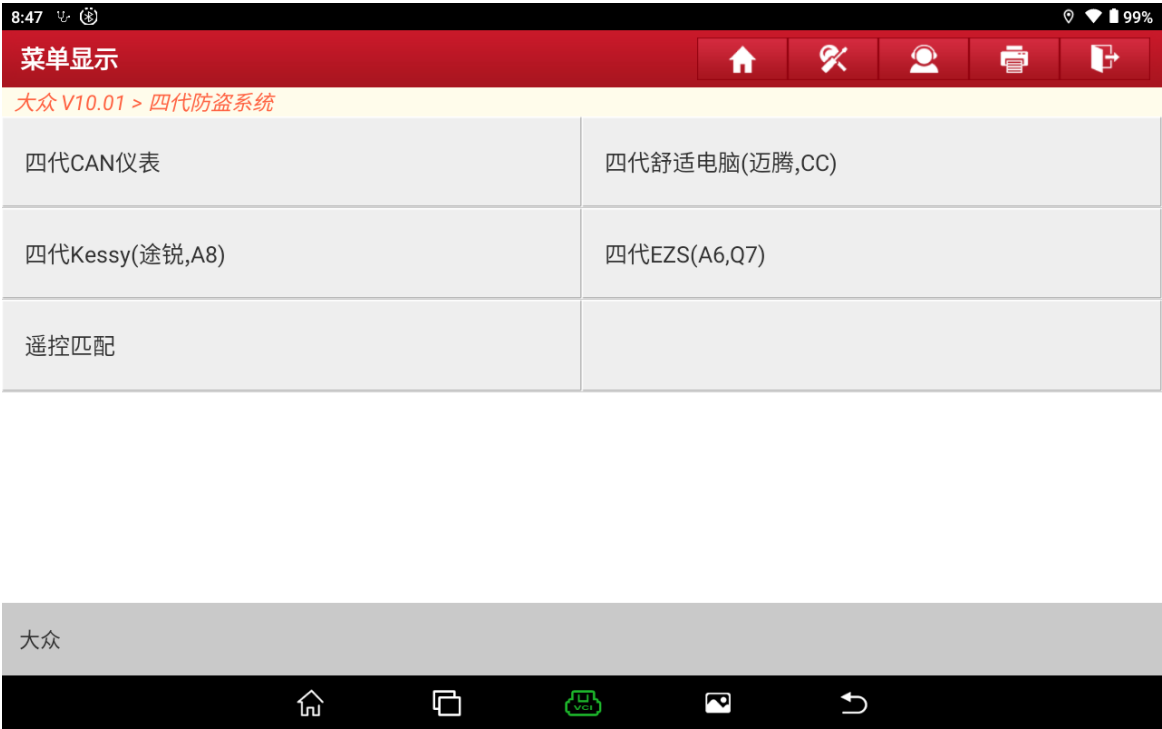 8:47
99%
菜单显示
大众 V10.01 > 四代防盗系统
四代CAN仪表
四代舒适电脑(迈腾,CC)
四代Kessy(途锐,A8)
四代EZS(A6,Q7)
遥控匹配
大众
VCI